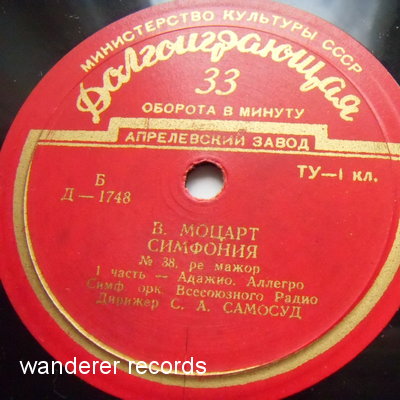 МИНИСТЕРСТВО КУЛЬТУРЫ СССР
Долгоиграющая
33
ОБОРОТА В МИНУТУ
АПРЕЛЕВСКИЙ ЗАВОД
ТУ—1 кл.
Б
Д—1748
В. МОЦАРТ
СИМФОНИЯ
№ 38, ре мажор
1 часть — Адажио. Аллегро
Симф. орк. Всесоюзного Радио
Дирижер С. А. САМОСУД
wanderer records